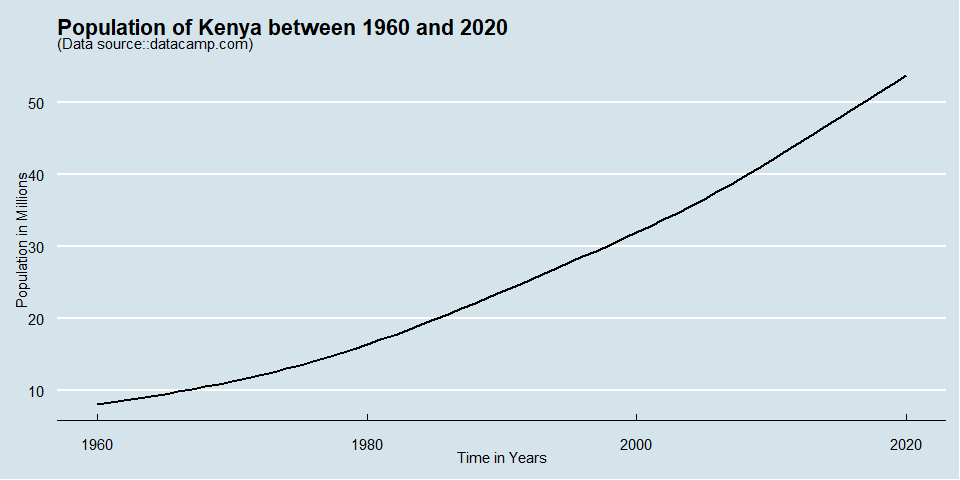 Population of Kenya between 1960 and 2020
(Data source::datacamp.com)
Population in Millions
50
40
30
20
10
1960 1980 2000 2020
Time in Years